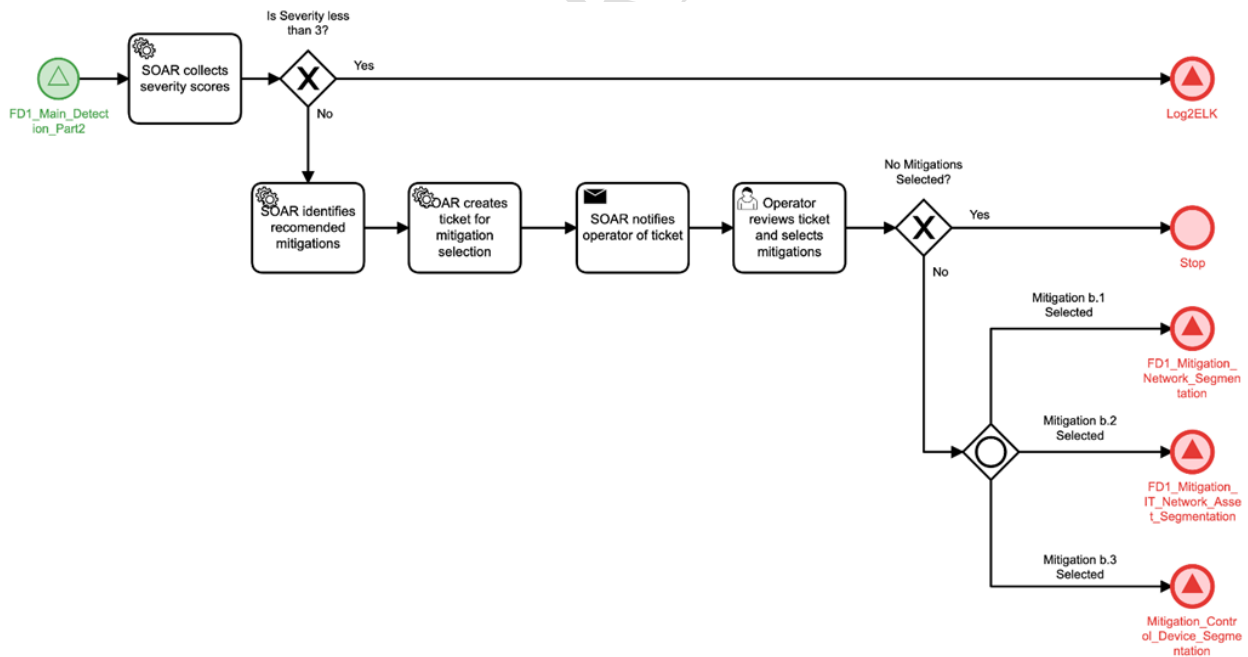 Is Severity less
than 3?
SOAR collects
severity scores
Yes
FD1_Main_Detect
ion_Part2
Log2ELK
No
SOAR identifies
recomended
mitigations
OAR creates
ticket for
mitigation
selection
SOAR notifies
operator of ticket
Operator
reviews ticket
and selects
mitigations
No Mitigations
Selected?
Yes
Stop
No
Mitigation b.1
Selected
FD1_Mitigation_
Network_Segmen
tation
Mitigation b.2
Selected
FD1_Mitigation_
IT_Network_Asse
t_Segmentation
Mitigation b.3
Selected
Mitigation_Contr
ol_Device_Segme
ntation